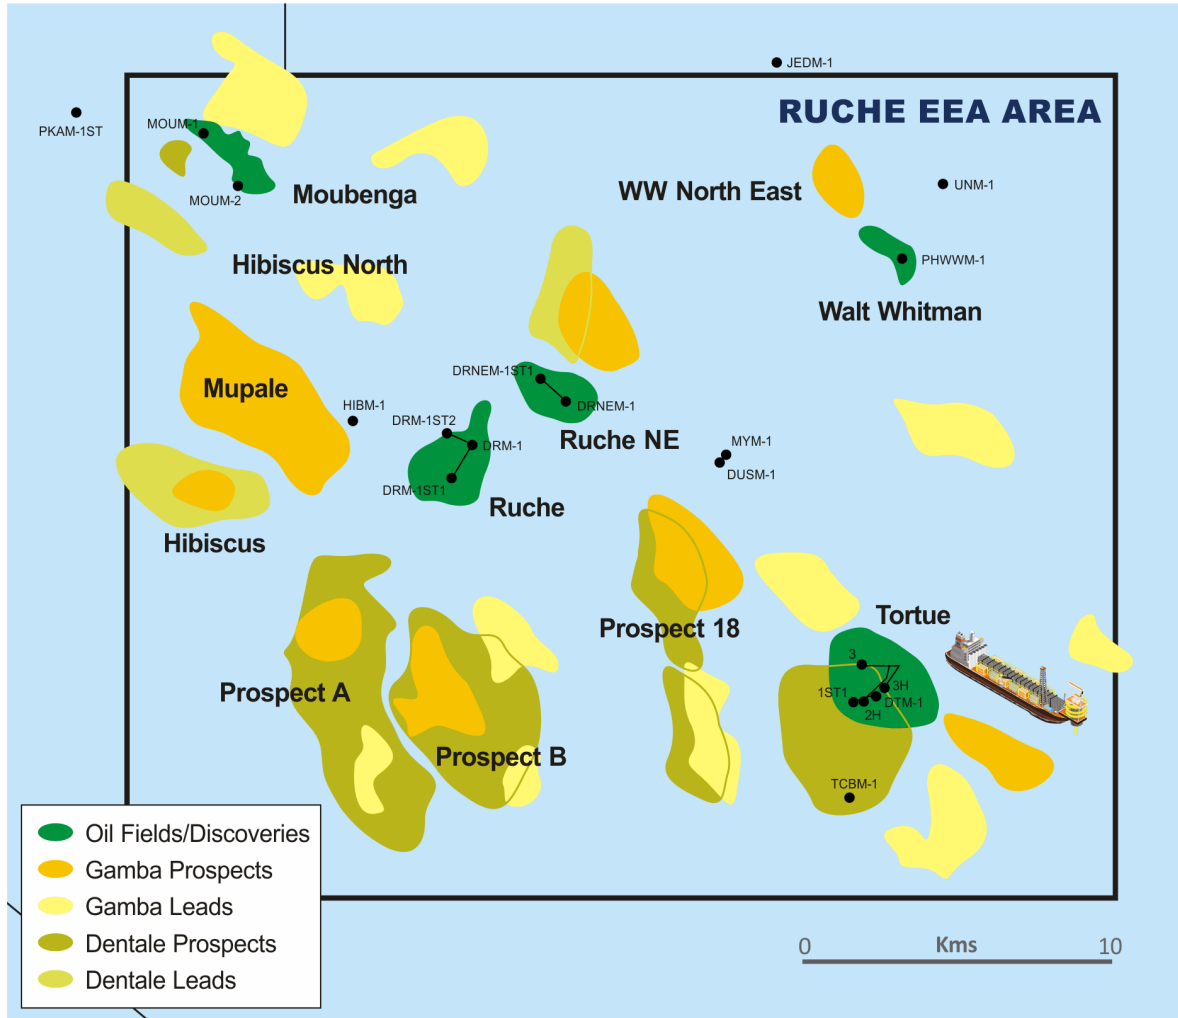 JEDM-1
RUCHE EEA AREA
PKAM-1ST
MOUM-1
MOUM-2
Moubenga
WW North East
UNM-1
Hibiscus North
PHWWM-1
Walt Whitman
Mupale
DRNEM-1ST1
DRNEM-1
HIBM-1
DRM-1ST2
DRM-1
Ruche NE
MYM-1
DUSM-1
DRM-1ST1
Ruche
Hibiscus
Prospect 18
Tortue
3
3H
1ST1
DTM-1
2H
Prospect A
Prospect B
TCBM-1
Oil Fields/Discoveries
Gamba Prospects
Gamba Leads
Dentale Prospects
Dentale Leads
0 Kms 10